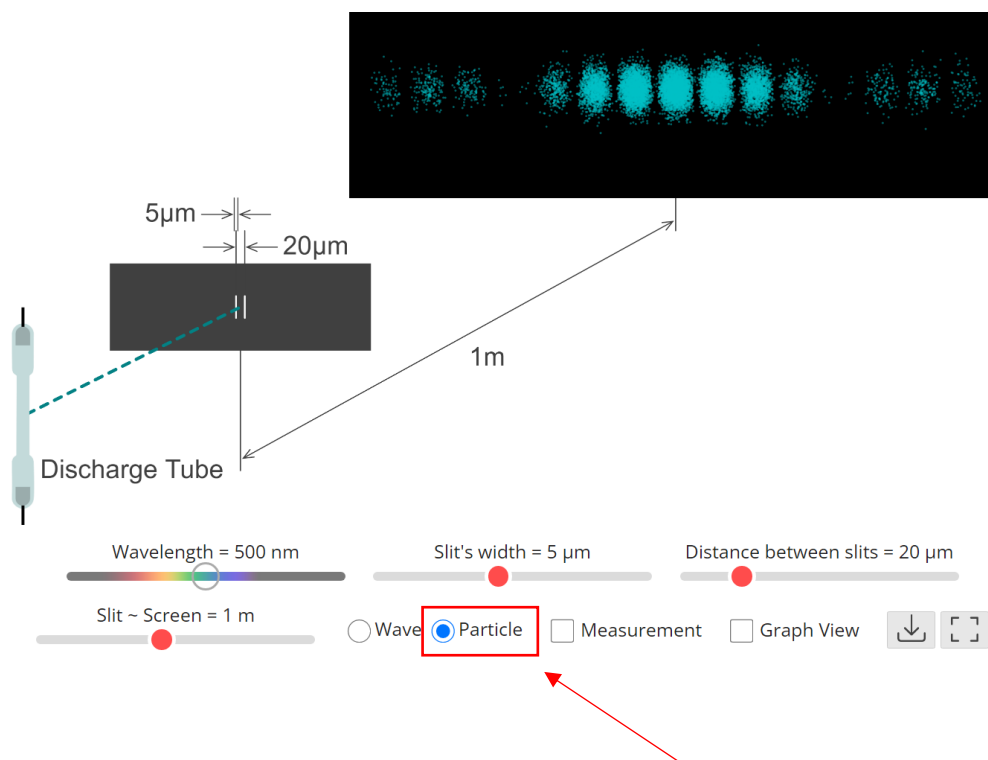 5μm
20μm
1m
Discharge Tube
Wavelength = 500 nm
Slit's width = 5 μm
Distance between slits = 20 μm
Slit ~ Screen = 1 m
Wave
Particle
Measurement
Graph View